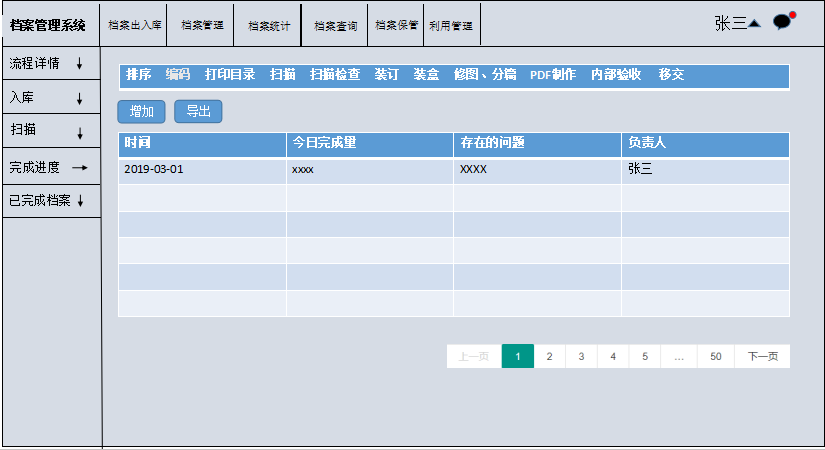 档案管理系统 档案出入库 档案管理 档案统计 档案查询 档案保管 利用管理 张三
流程详情
入库
扫描
完成进度
已完成档案
排序 编码 打印目录 扫描 扫描检查 装订 装盒 修图、分篇 PDF制作 内部验收 移交
增加 导出
时间 今日完成量 存在的问题 负责人
2019-03-01 xxxx XXXX 张三
上一页 1 2 3 4 5 ... 50 下一页